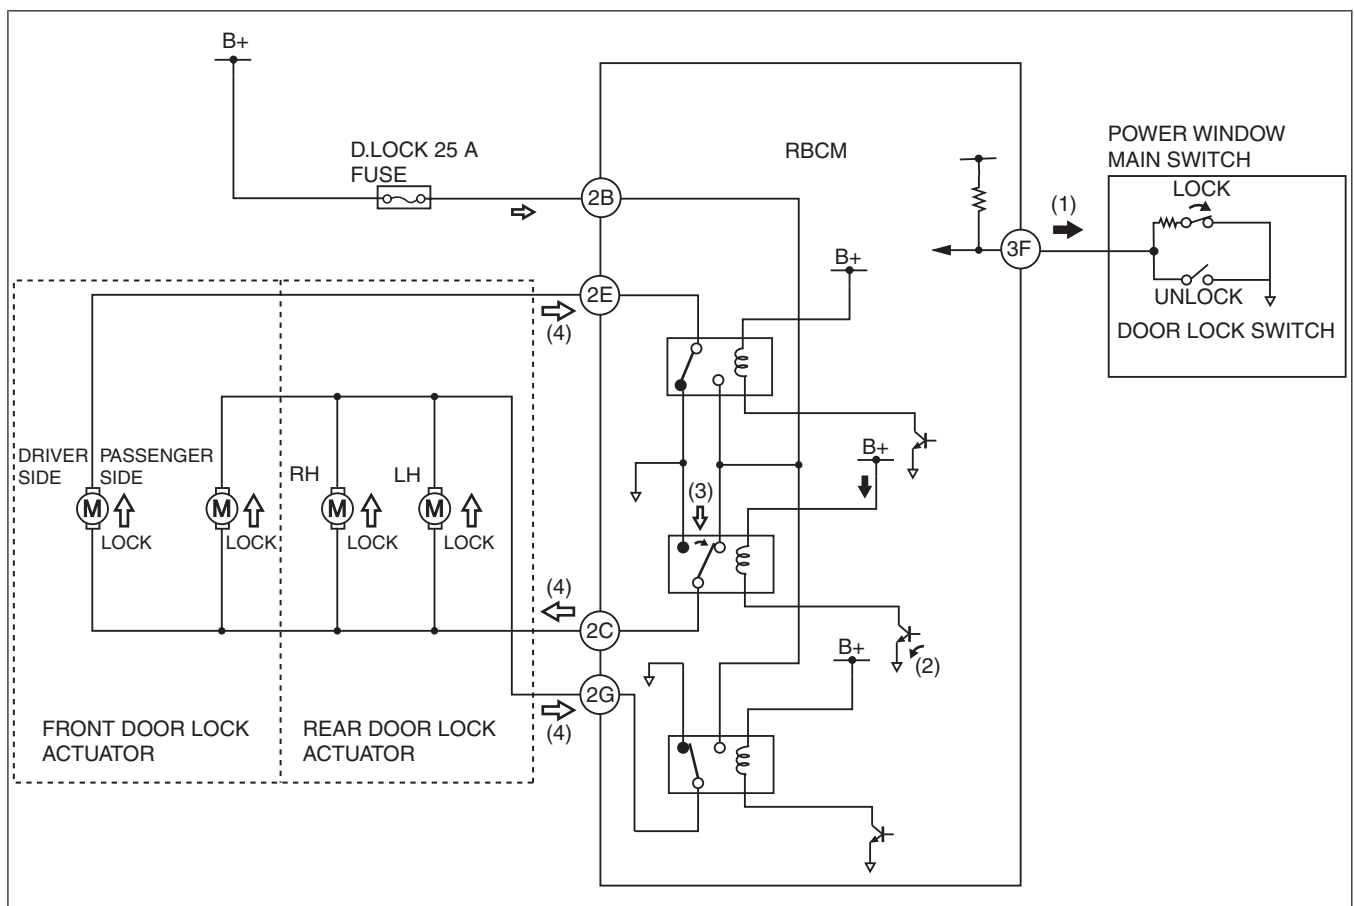 B+
D.LOCK 25 A
FUSE
RBCM
POWER WINDOW
MAIN SWITCH
LOCK
2B
(1)
3F
UNLOCK
DOOR LOCK SWITCH
B+
2E
(4)
DRIVER
SIDE
PASSENGER
SIDE
RH
LH
B+
(3)
M
M
M
M
LOCK
LOCK
LOCK
LOCK
(4)
2C
B+
(2)
2G
(4)
FRONT DOOR LOCK
ACTUATOR
REAR DOOR LOCK
ACTUATOR